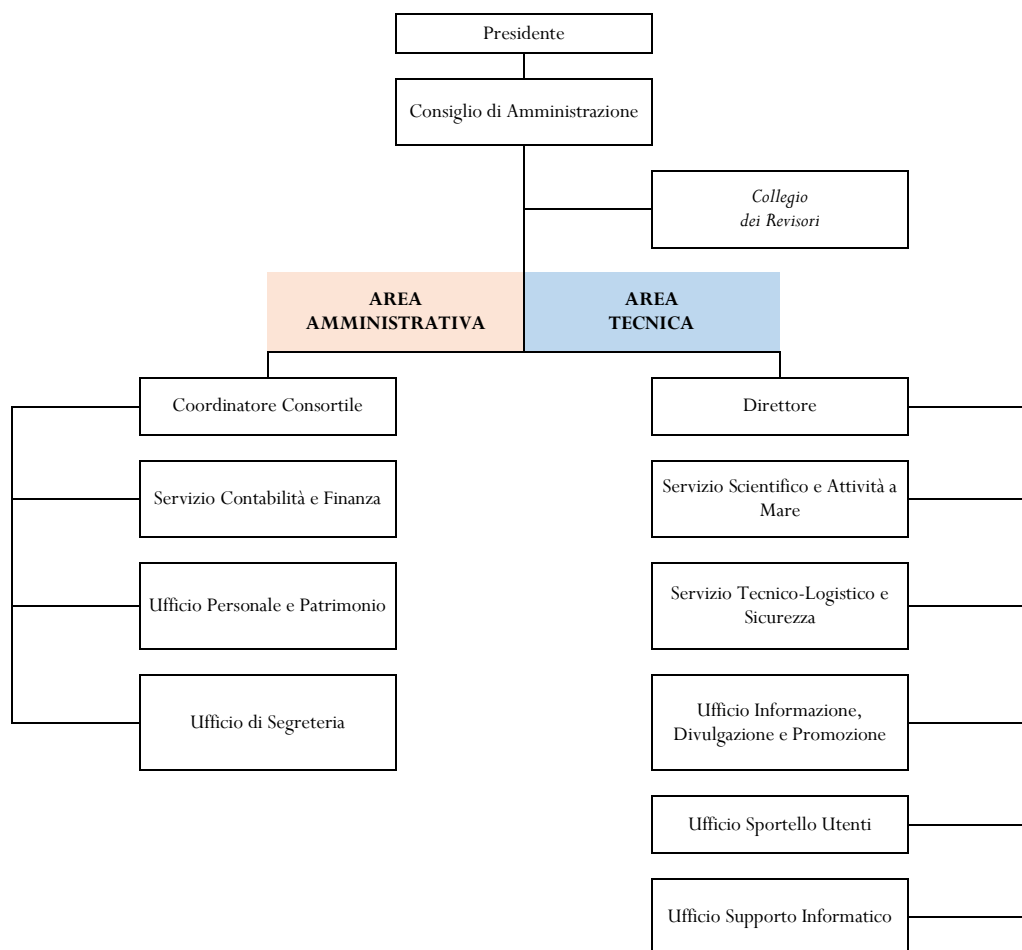 Presidente
Consiglio di Amministrazione
Collegio
dei Revisori
AREA
AMMINISTRATIVA
AREA
TECNICA
Coordinatore Consortile
Direttore
Servizio Contabilità e Finanza
Servizio Scientifico e Attività a
Mare
Ufficio Personale e Patrimonio
Servizio Tecnico-Logistico e
Sicurezza
Ufficio di Segreteria
Ufficio Informazione,
Divulgazione e Promozione
Ufficio Sportello Utenti
Ufficio Supporto Informatico